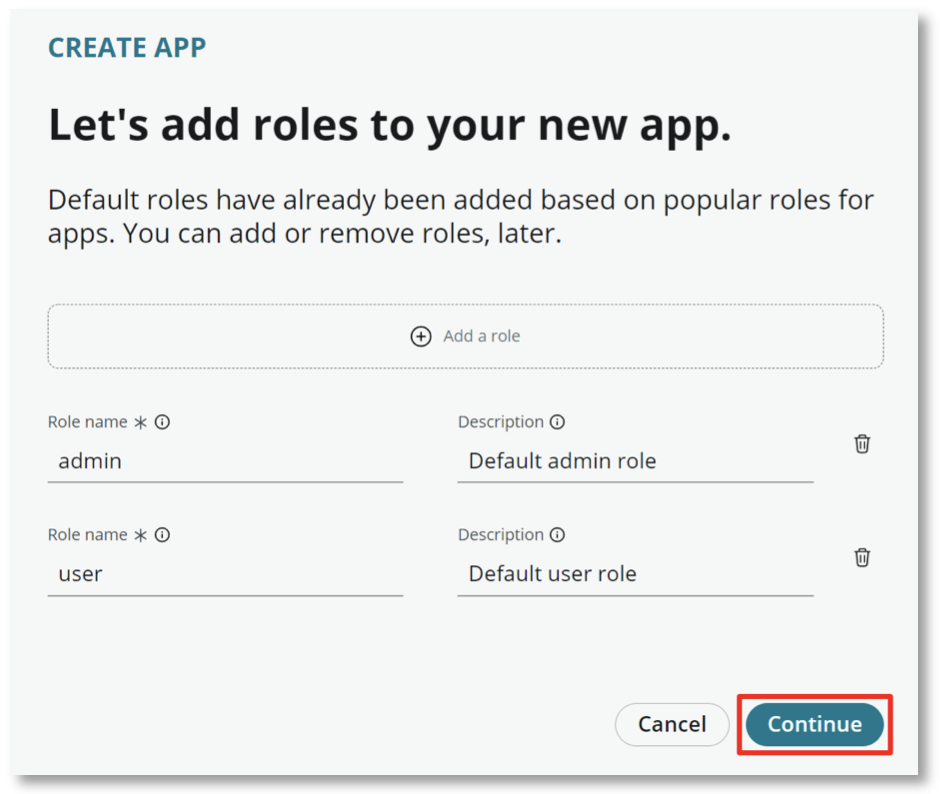 CREATE APP
Let's add roles to your new app.
Default roles have already been added based on popular roles for
apps. You can add or remove roles, later.
Add a role
Role name * Description
admin Default admin role
Role name * Description
user Default user role
Cancel Continue